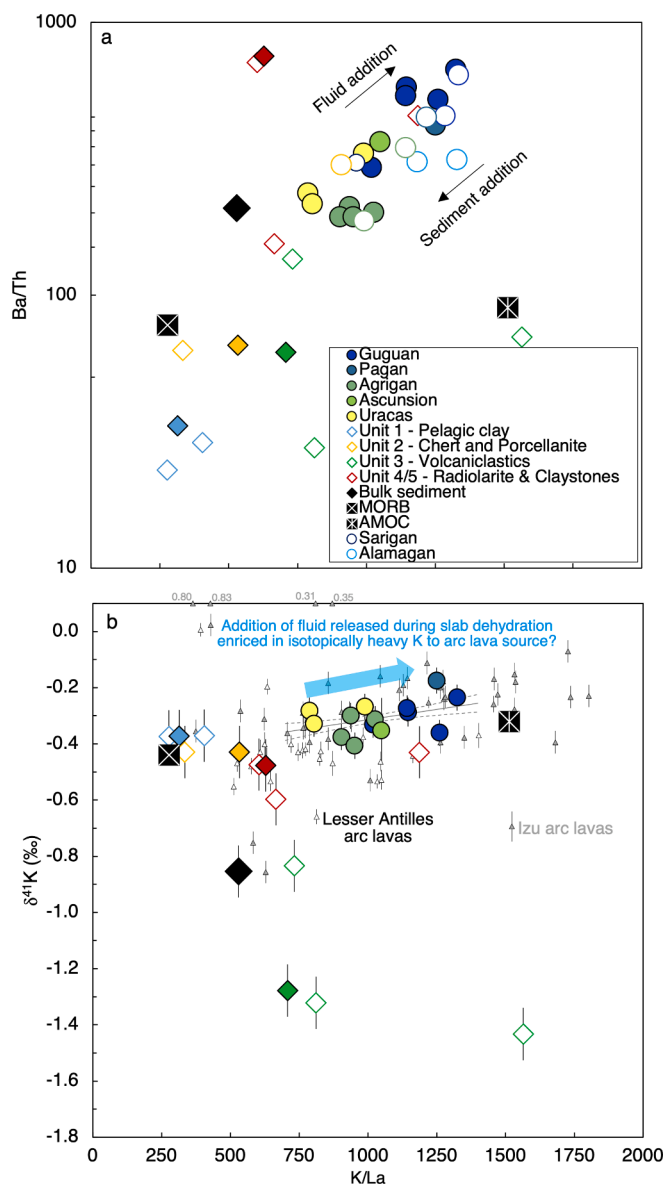 1000
a
Fluid addition
Sediment addition
Ba/Th
100
Guguan
Pagan
Agrigan
Ascunsion
Uracas
Unit 1 - Pelagic clay
Unit 2 - Chert and Porcellanite
Unit 3 - Volcaniclastics
Unit 4/5 - Radiolarite & Claystones
Bulk sediment
MORB
AMOC
Sarigan
Alamagan
10
0.80 0.83 0.31 0.35
b
0.0
Addition of fluid released during slab dehydration
enriced in isotopically heavy K to arc lava source?
-0.2
-0.4
-0.6
Lesser Antilles
arc lavas
Izu arc lavas
δ⁴¹K (‰)
-0.8
-1.0
-1.2
-1.4
-1.6
-1.8
0 250 500 750 1000 1250 1500 1750 2000
K/La